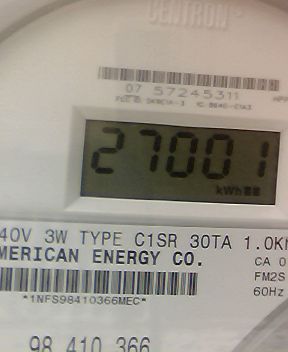 CENTRON
07 57245311
27001
kWh
40V 3W TYPE C1SR 30TA 1.0K
MERICAN ENERGY CO.
CA 0
FM2S
60Hz
*1NFS98410366MEC*
98 410 366